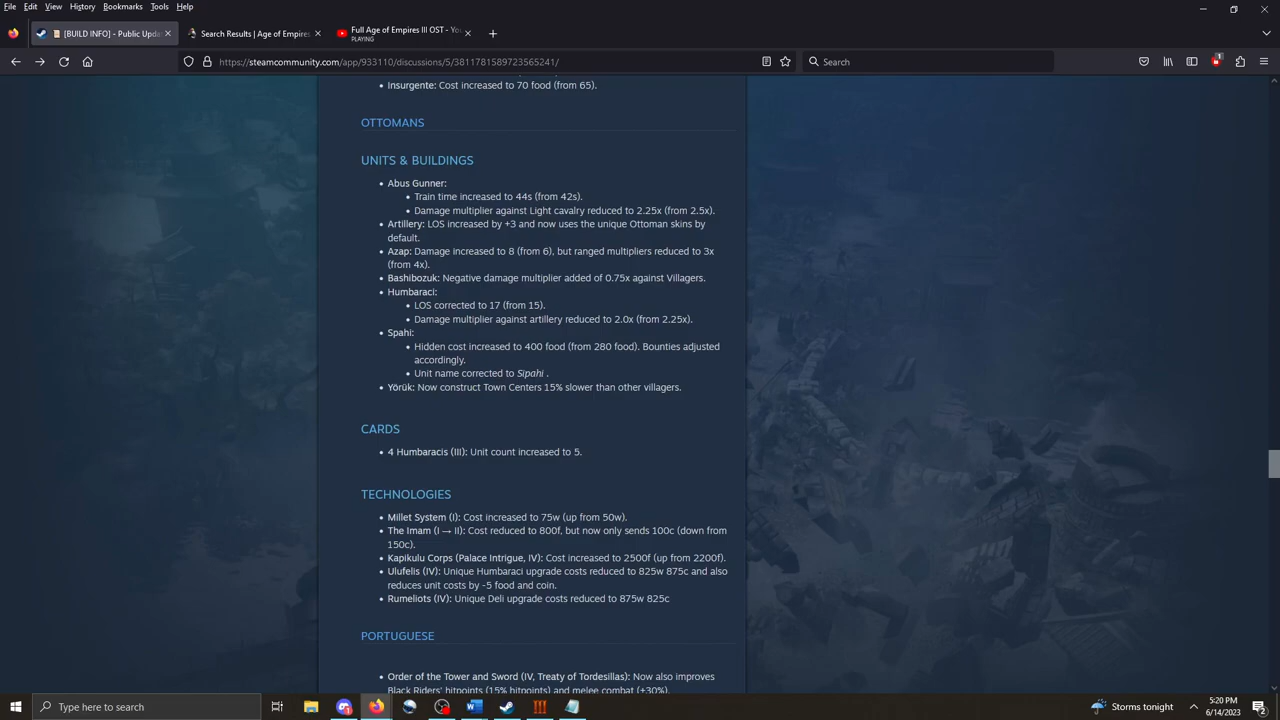 File Edit View History Bookmarks Tools Help
[BUILD INFO] - Public Upda
Search Results | Age of Empires
Full Age of Empires III OST - Yo
PLAYING
https://steamcommunity.com/app/933110/discussions/5/3811781589723565241/
Search
1
Insurgente: Cost increased to 70 food (from 65).
OTTOMANS
UNITS & BUILDINGS
Abus Gunner:
Train time increased to 44s (from 42s).
Damage multiplier against Light cavalry reduced to 2.25x (from 2.5x).
Artillery: LOS increased by +3 and now uses the unique Ottoman skins by
default.
Azap: Damage increased to 8 (from 6), but ranged multipliers reduced to 3x
(from 4x).
Bashibozuk: Negative damage multiplier added of 0.75x against Villagers.
Humbaraci:
LOS corrected to 17 (from 15).
Damage multiplier against artillery reduced to 2.0x (from 2.25x).
Spahi:
Hidden cost increased to 400 food (from 280 food). Bounties adjusted
accordingly.
Unit name corrected to Sipahi .
Yörük: Now construct Town Centers 15% slower than other villagers.
CARDS
4 Humbaracis (III): Unit count increased to 5.
TECHNOLOGIES
Millet System (I): Cost increased to 75w (up from 50w).
The Imam (I → II): Cost reduced to 800f, but now only sends 100c (down from
150c).
Kapikulu Corps (Palace Intrigue, IV): Cost increased to 2500f (up from 2200f).
Ulufelis (IV): Unique Humbaraci upgrade costs reduced to 825w 875c and also
reduces unit costs by -5 food and coin.
Rumeliots (IV): Unique Deli upgrade costs reduced to 875w 825c
PORTUGUESE
Order of the Tower and Sword (IV, Treaty of Tordesillas): Now also improves
Black Riders' hitpoints (15% hitpoints) and melee combat (+30%).
Type here to search
Storms tonight
5:20 PM
6/14/2023